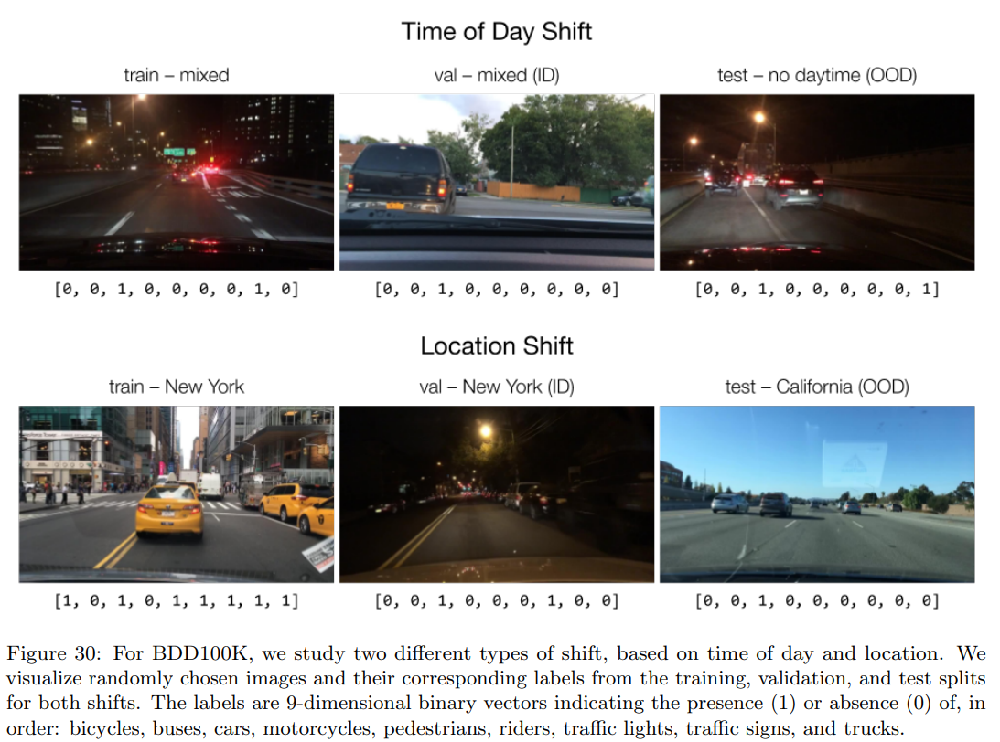 Time of Day Shift
train – mixed
val – mixed (ID)
test – no daytime (OOD)
[0, 0, 1, 0, 0, 0, 0, 1, 0]
[0, 0, 1, 0, 0, 0, 0, 0, 0]
[0, 0, 1, 0, 0, 0, 0, 0, 1]
Location Shift
train – New York
val – New York (ID)
test – California (OOD)
[1, 0, 1, 0, 1, 1, 1, 1, 1]
[0, 0, 1, 0, 0, 0, 1, 0, 0]
[0, 0, 1, 0, 0, 0, 0, 0, 0]
Figure 30: For BDD100K, we study two different types of shift, based on time of day and location. We
visualize randomly chosen images and their corresponding labels from the training, validation, and test splits
for both shifts. The labels are 9-dimensional binary vectors indicating the presence (1) or absence (0) of, in
order: bicycles, buses, cars, motorcycles, pedestrians, riders, traffic lights, traffic signs, and trucks.